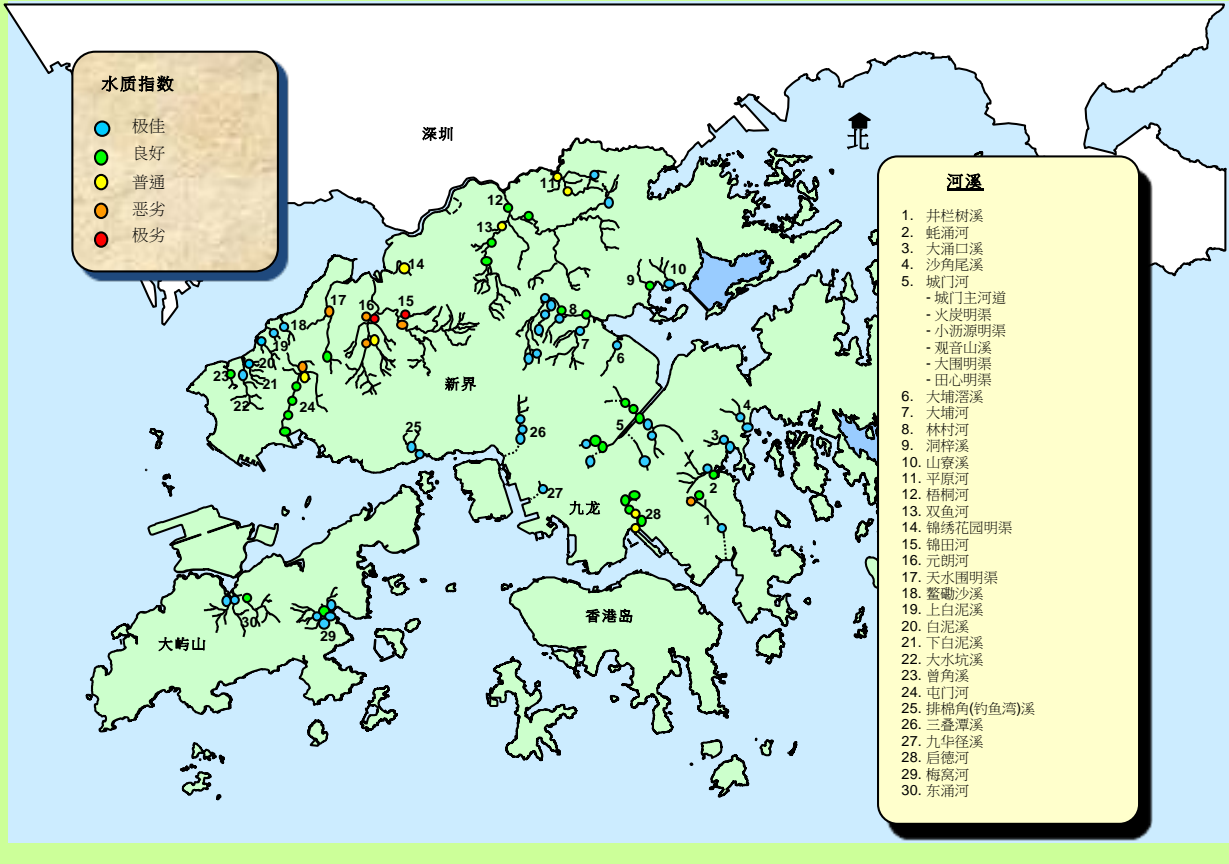 水质指数
极佳
良好
普通
恶劣
极劣
深圳
北
新界
九龙
香港岛
大屿山
11
12
13
14
10
9
17
16
15
8
7
6
18
19
20
21
23
22
24
25
26
27
5
4
3
2
1
28
30
29
河溪
1. 井栏树溪
2. 蚝涌河
3. 大涌口溪
4. 沙角尾溪
5. 城门河
- 城门主河道
- 火炭明渠
- 小沥源明渠
- 观音山溪
- 大围明渠
- 田心明渠
6. 大埔滘溪
7. 大埔河
8. 林村河
9. 洞梓溪
10. 山寮溪
11. 平原河
12. 梧桐河
13. 双鱼河
14. 锦绣花园明渠
15. 锦田河
16. 元朗河
17. 天水围明渠
18. 鳌磡沙溪
19. 上白泥溪
20. 白泥溪
21. 下白泥溪
22. 大水坑溪
23. 曾角溪
24. 屯门河
25. 排棉角(钓鱼湾)溪
26. 三叠潭溪
27. 九华径溪
28. 启德河
29. 梅窝河
30. 东涌河